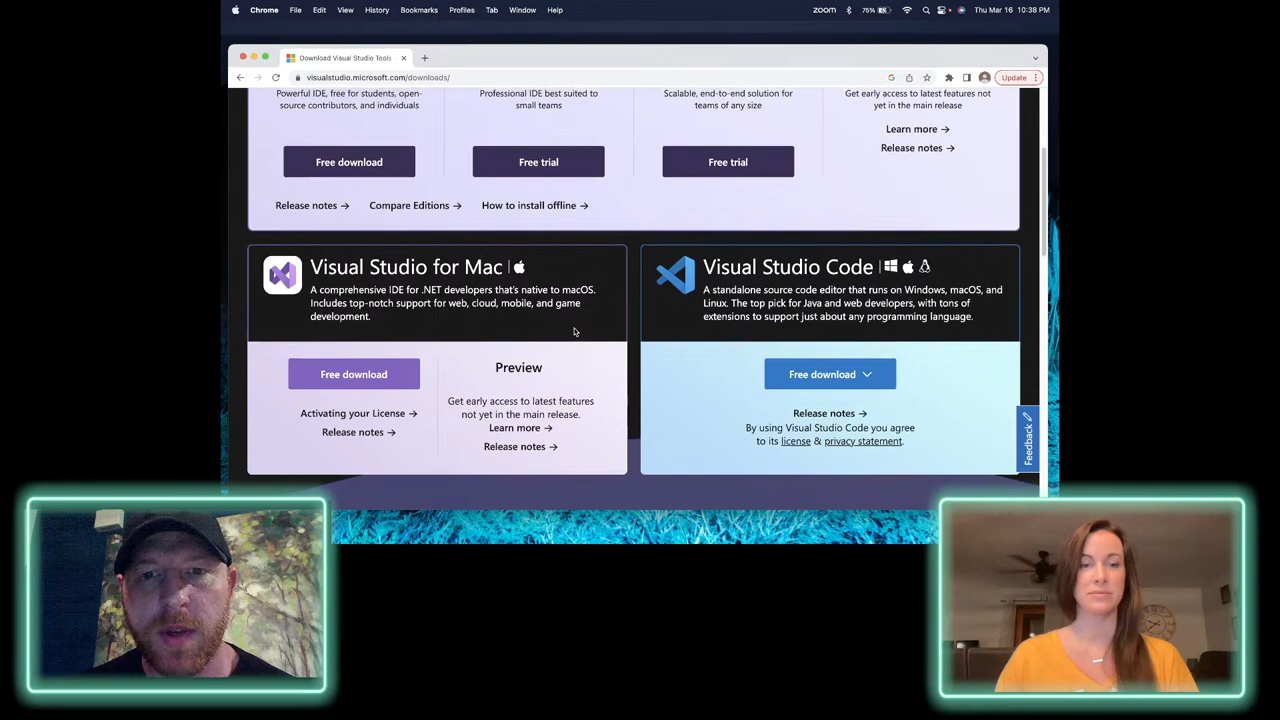 Chrome File Edit View History Bookmarks Profiles Tab Window Help zoom 75% Thu Mar 16 10:38 PM
Download Visual Studio Tools
visualstudio.microsoft.com/downloads/ Update
Powerful IDE, free for students, open-
source contributors, and individuals
Professional IDE best suited to
small teams
Scalable, end-to-end solution for
teams of any size
Get early access to latest features
not yet in the main release
Learn more →
Release notes →
Free download
Free trial
Free trial
Release notes → Compare Editions → How to install offline →
Visual Studio for Mac
A comprehensive IDE for .NET developers that's native to macOS.
Includes top-notch support for web, cloud, mobile, and game
development.
Free download
Activating your License →
Release notes →
Preview
Get early access to latest features
not yet in the main release.
Learn more →
Release notes →
Visual Studio Code
A standalone source code editor that runs on Windows, macOS, and
Linux. The top pick for Java and web developers, with tons of
extensions to support just about any programming language.
Free download
Release notes →
By using Visual Studio Code you agree
to its license & privacy statement.
Feedback